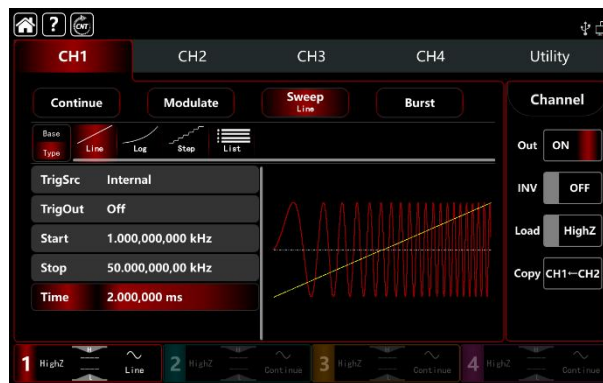 ? CNT
CH1 CH2 CH3 CH4 Utility
Continue Modulate Sweep Burst Channel
Line
Base
Type Line Log Step List
Out ON
TrigSrc Internal
INV OFF
TrigOut Off
Load HighZ
Start 1.000,000,000 kHz
Stop 50.000,000,00 kHz
Copy CH1←CH2
Time 2.000,000 ms
1 HighZ Line 2 HighZ Continue 3 HighZ Continue 4 HighZ Continue